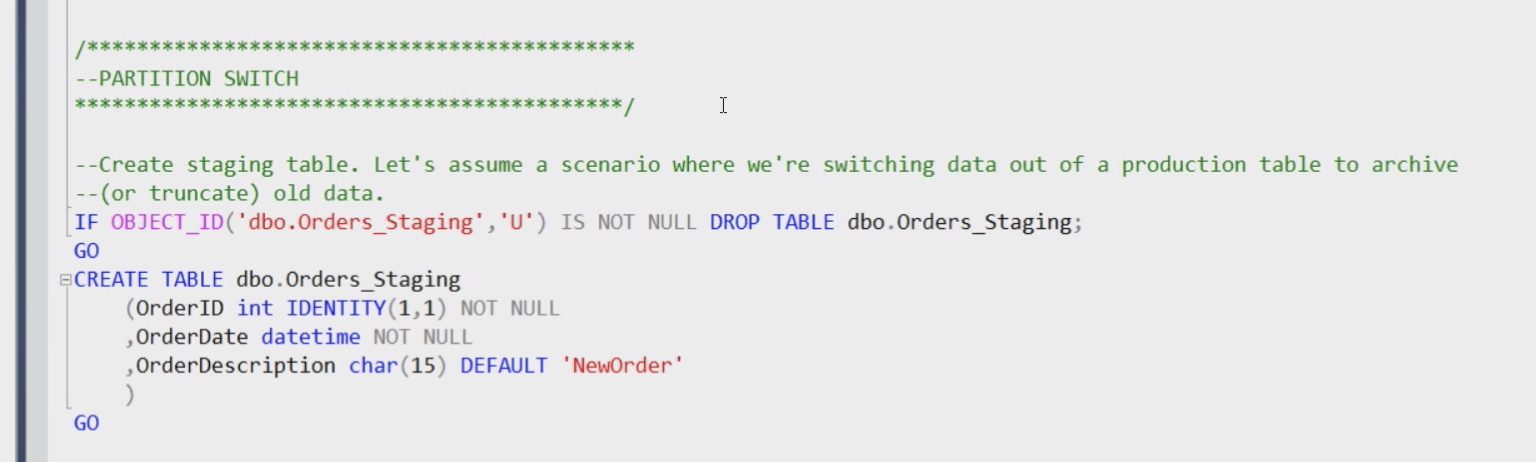 /********************************************
--PARTITION SWITCH
********************************************/
--Create staging table. Let's assume a scenario where we're switching data out of a production table to archive
--(or truncate) old data.
IF OBJECT_ID('dbo.Orders_Staging','U') IS NOT NULL DROP TABLE dbo.Orders_Staging;
GO
CREATE TABLE dbo.Orders_Staging
(OrderID int IDENTITY(1,1) NOT NULL
,OrderDate datetime NOT NULL
,OrderDescription char(15) DEFAULT 'NewOrder'
)
GO